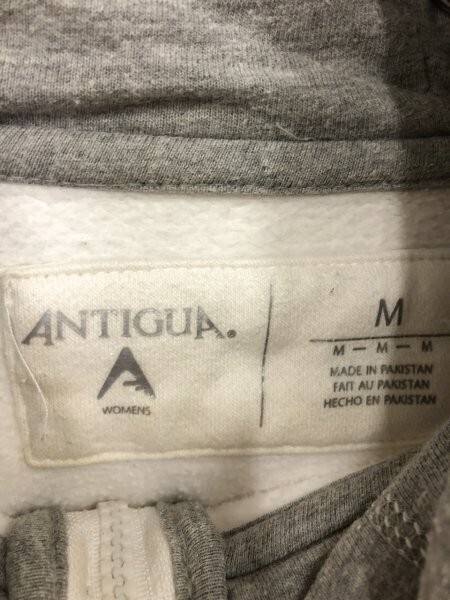 ANTIGUA®
WOMENS
M
M — M — M
MADE IN PAKISTAN
FAIT AU PAKISTAN
HECHO EN PAKISTAN